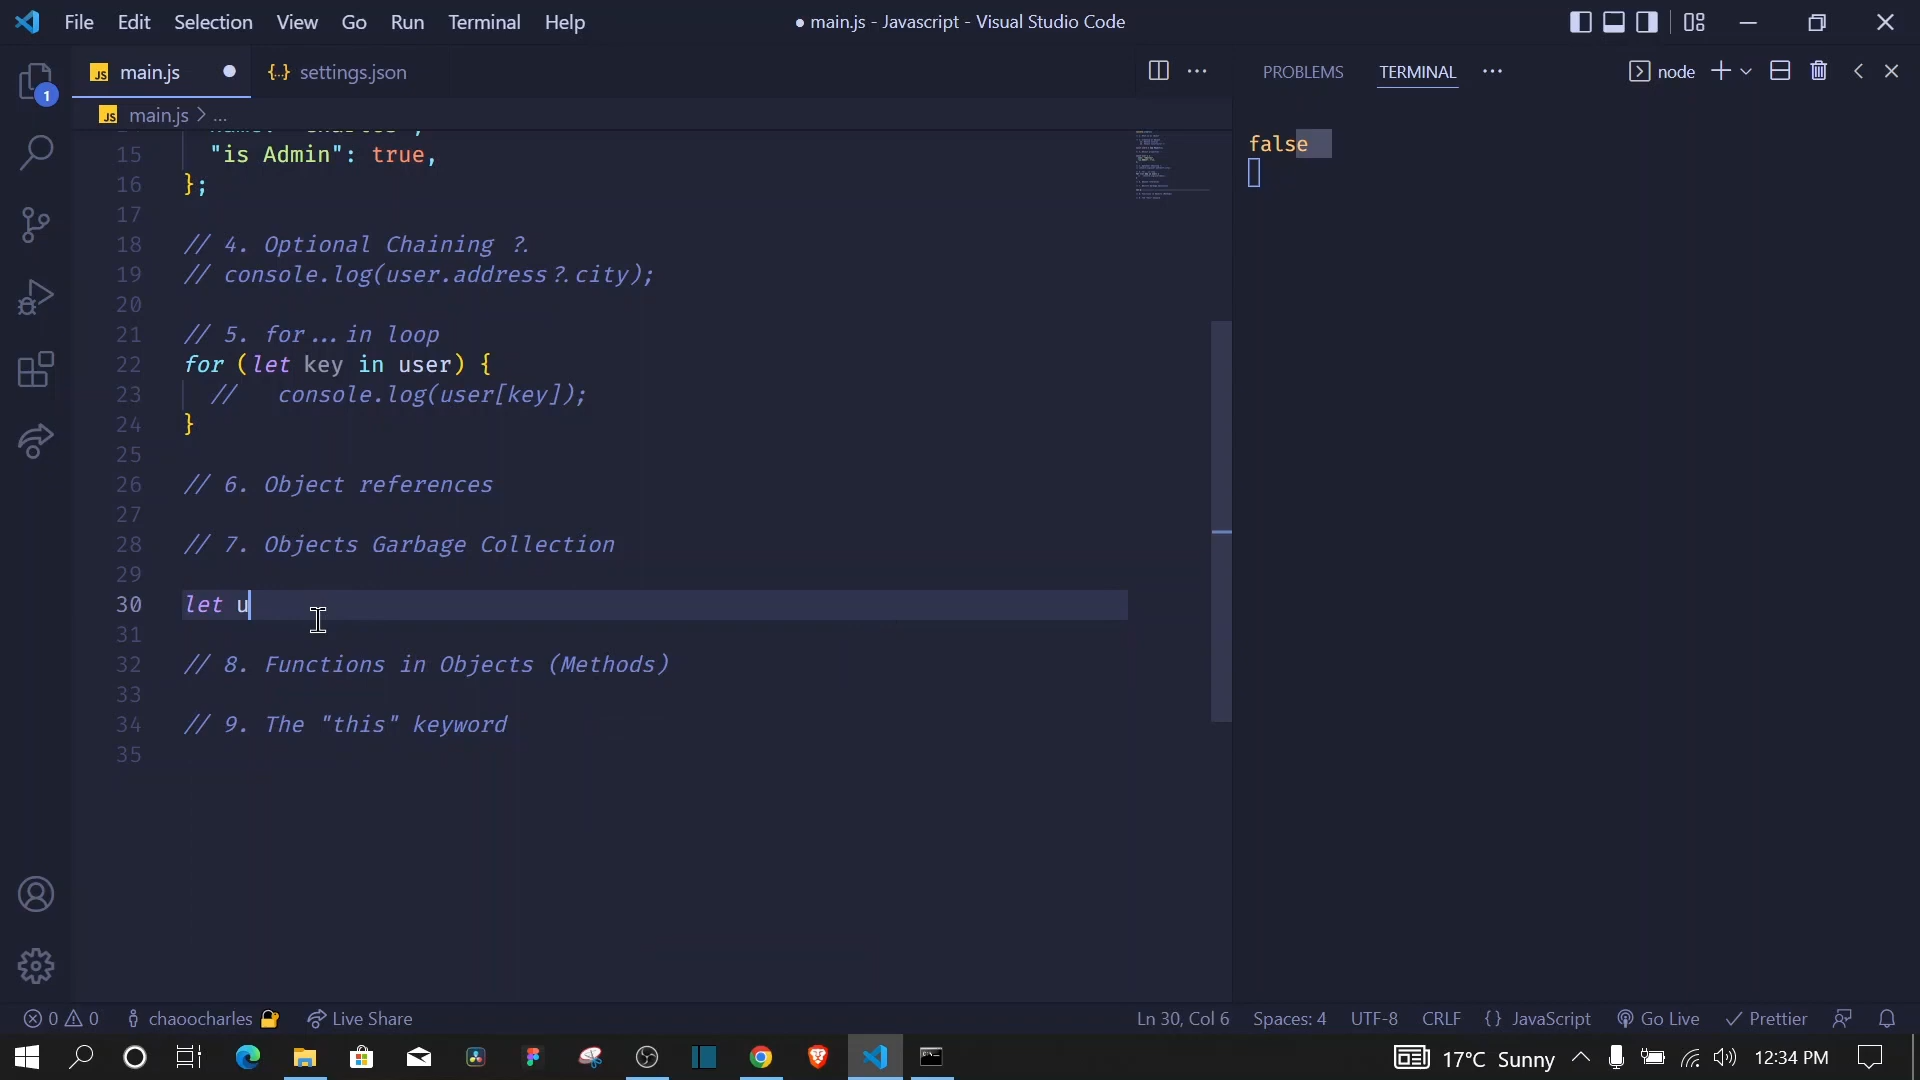 File Edit Selection View Go Run Terminal Help
● main.js - Javascript - Visual Studio Code
JS main.js ●
{..} settings.json
PROBLEMS TERMINAL ...
node
JS main.js > ...
1
15 "is Admin": true,
16 };
17
18 // 4. Optional Chaining ?.
19 // console.log(user.address?.city);
20
21 // 5. for...in loop
22 for (let key in user) {
23 // console.log(user[key]);
24 }
25
26 // 6. Object references
27
28 // 7. Objects Garbage Collection
29
30 let u
31
32 // 8. Functions in Objects (Methods)
33
34 // 9. The "this" keyword
35
false
0 0 chaoocharles Live Share
Ln 30, Col 6 Spaces: 4 UTF-8 CRLF {} JavaScript Go Live Prettier
17°C Sunny 12:34 PM